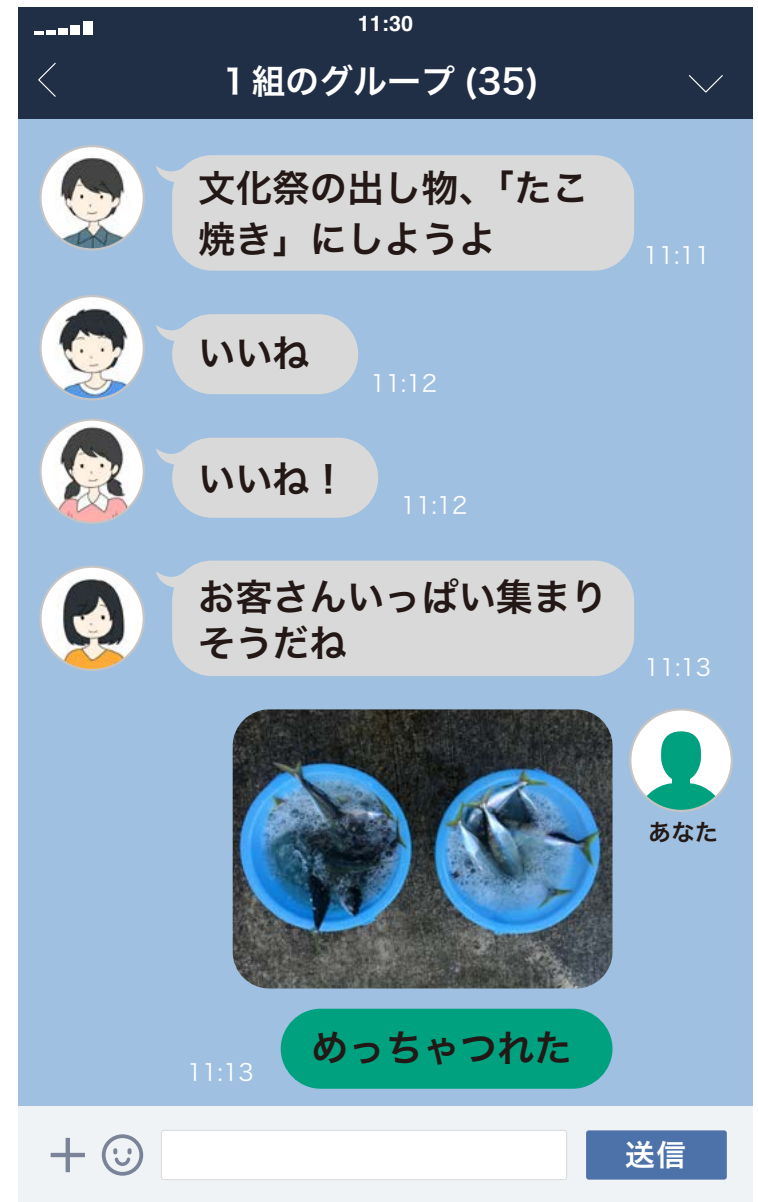 11:30
1組のグループ (35)
文化祭の出し物、「たこ
焼き」にしようよ
11:11
いいね
11:12
いいね！
11:12
お客さんいっぱい集まり
そうだね
11:13
あなた
めっちゃつれた
11:13
送信